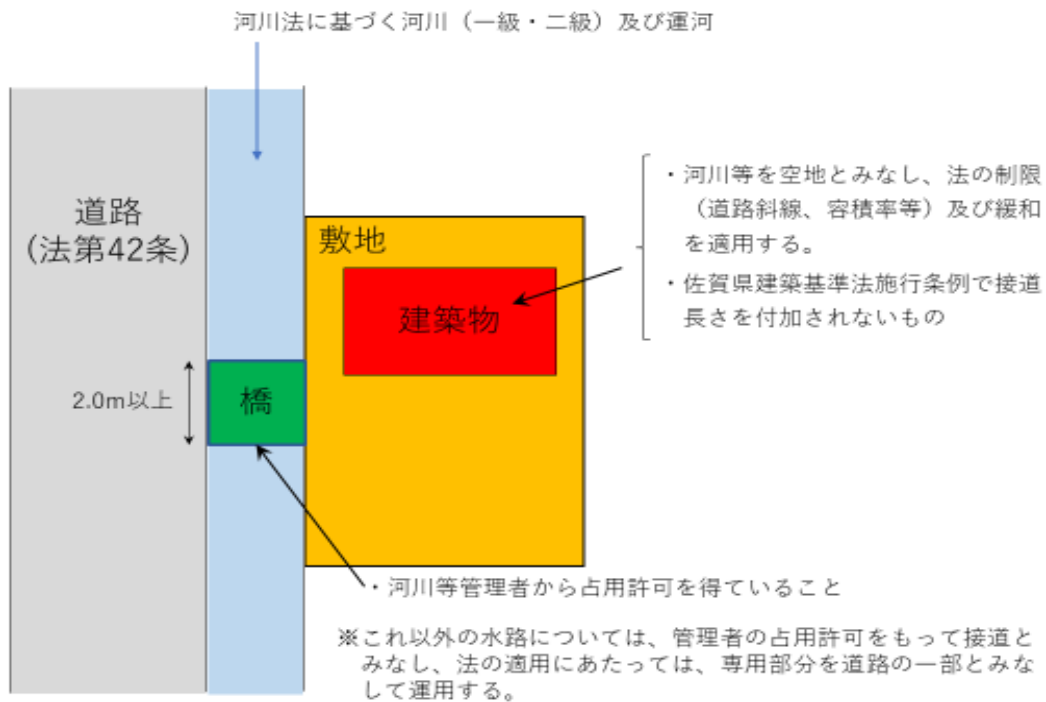 河川法に基づく河川（一級・二級）及び運河
道路
(法第42条)
敷地
建築物
・河川等を空地とみなし、法の制限
（道路斜線、容積率等）及び緩和
を適用する。
・佐賀県建築基準法施行条例で接道
長さを付加されないもの
2.0m以上
橋
・河川等管理者から占用許可を得ていること
※これ以外の水路については、管理者の占用許可をもって接道と
みなし、法の適用にあたっては、専用部分を道路の一部とみな
して運用する。